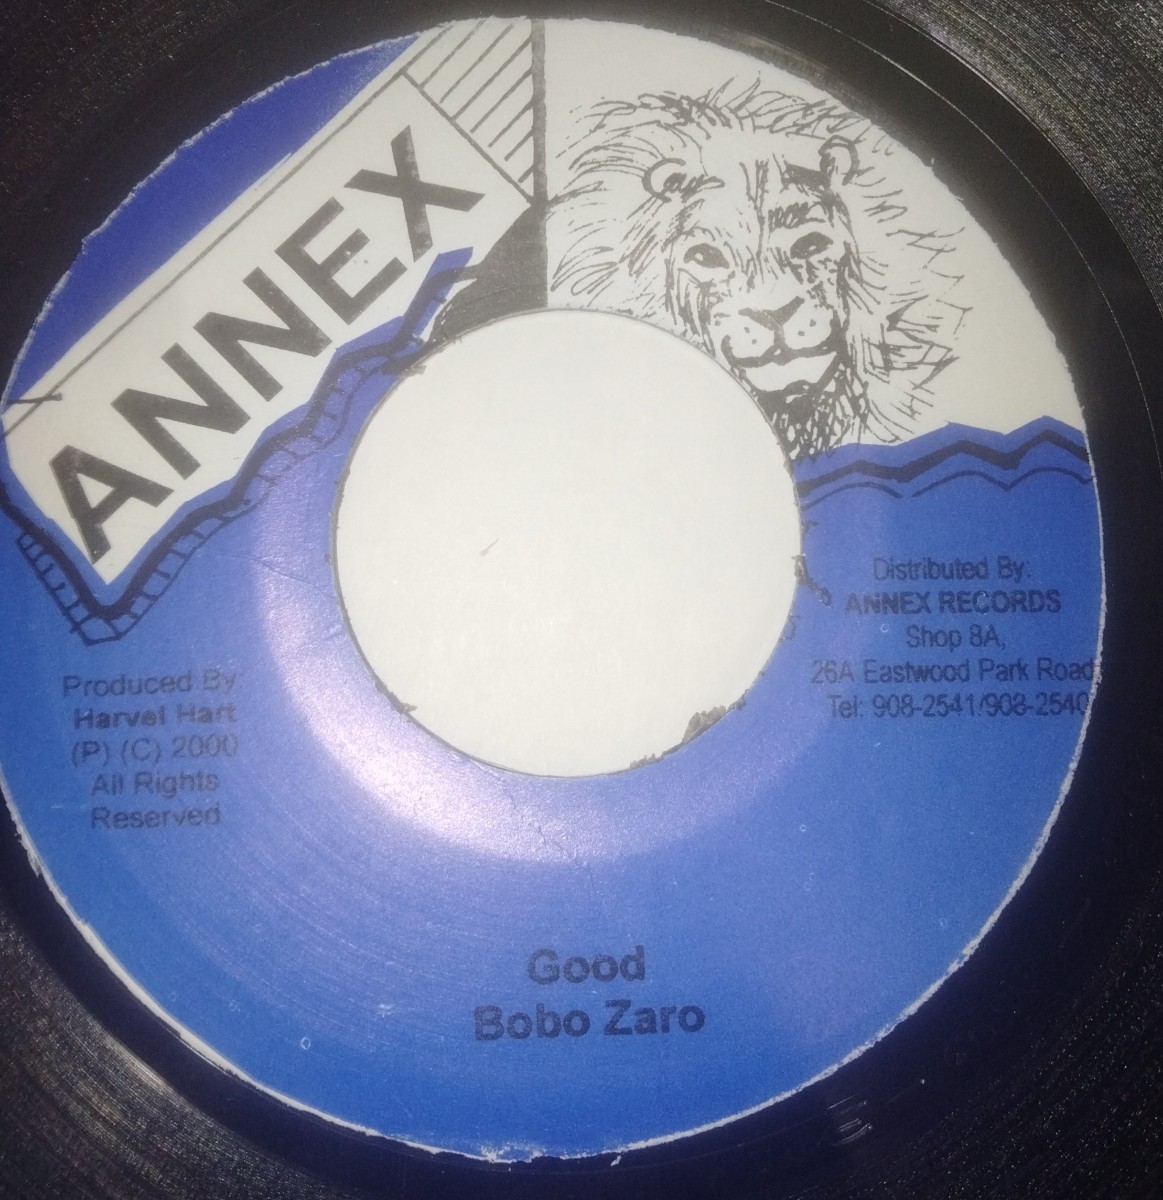 ANNEX
Distributed By:
ANNEX RECORDS
Shop 8A,
26A Eastwood Park Road
Tel: 908-2541/908-2540
Produced By:
Harvel Hart
(P) (C) 2000
All Rights
Reserved
Good
Bobo Zaro